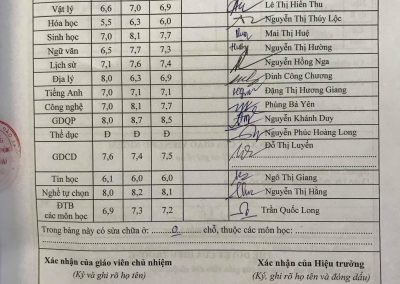 Vật lý 6,6 7,0 6,9 Lê Thị Hiền Thu
Hóa học 5,5 6,3 6,0 Nguyễn Thị Thúy Lộc
Sinh học 7,0 8,1 7,7 Mai Thị Huệ
Ngữ văn 6,5 7,7 7,3 Nguyễn Thị Hường
Lịch sử 7,1 7,6 7,4 Nguyễn Hồng Nga
Địa lý 8,0 6,3 6,9 Đinh Công Chương
Tiếng Anh 7,0 7,1 7,1 Đặng Thị Hương Giang
Công nghệ 7,0 8,1 7,7 Phùng Bá Yên
GDQP 8,0 8,7 8,5 Nguyễn Khánh Duy
Thể dục Đ Đ Đ Nguyễn Phúc Hoàng Long
GDCD 7,6 7,4 7,5 Đỗ Thị Luyến
Tin học 6,1 6,0 6,0 Ngô Thị Giang
Nghề tự chọn 8,0 8,2 8,1 Nguyễn Thị Hằng
ĐTB
các môn học 6,9 7,3 7,2 Trần Quốc Long
Trong bảng này có sửa chữa ở: 0 chỗ, thuộc các môn học:
Xác nhận của giáo viên chủ nhiệm Xác nhận của Hiệu trưởng
(Ký và ghi rõ họ tên) (Ký, ghi rõ họ tên và đóng dấu)